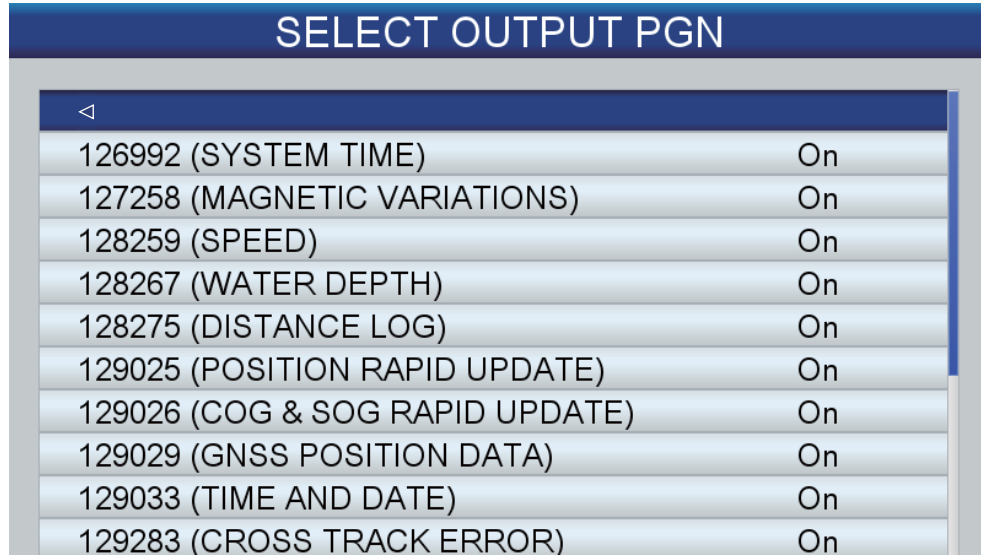 SELECT OUTPUT PGN
126992 (SYSTEM TIME) On
127258 (MAGNETIC VARIATIONS) On
128259 (SPEED) On
128267 (WATER DEPTH) On
128275 (DISTANCE LOG) On
129025 (POSITION RAPID UPDATE) On
129026 (COG & SOG RAPID UPDATE) On
129029 (GNSS POSITION DATA) On
129033 (TIME AND DATE) On
129283 (CROSS TRACK ERROR) On